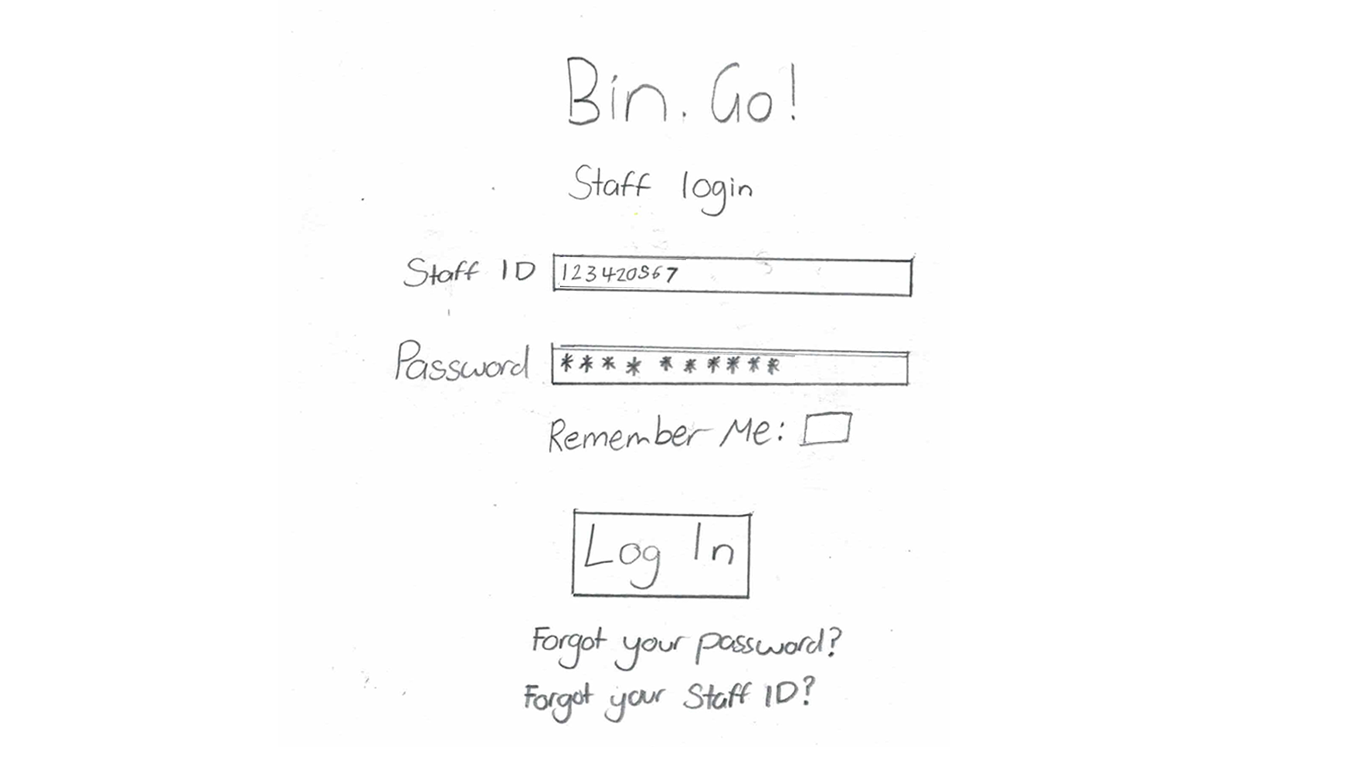 Bin. Go!
Staff login
Staff ID 123420567
Password **** ******
Remember Me:
Log In
Forgot your password?
Forgot your Staff ID?